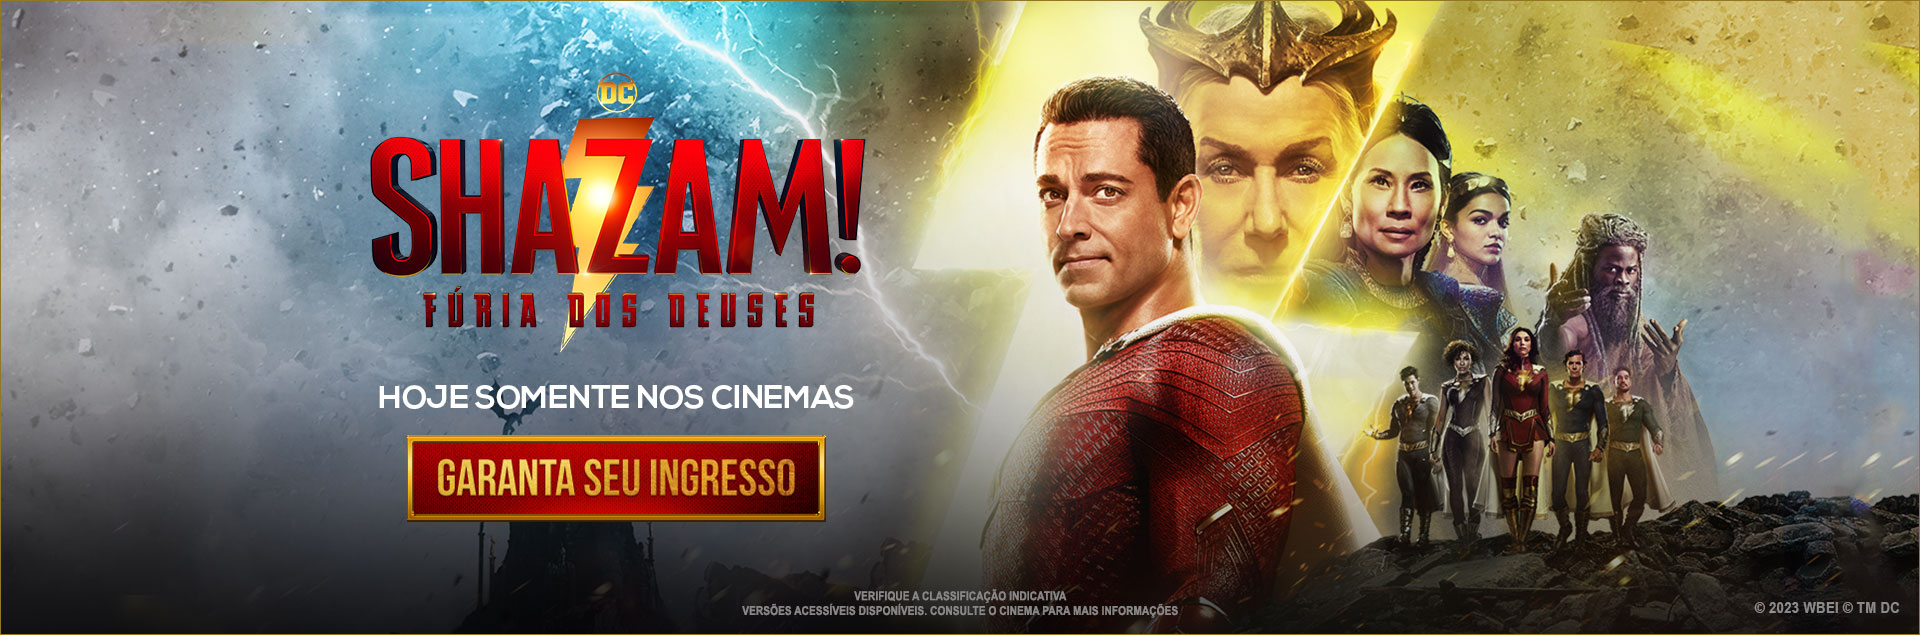 DC
SHAZAM!
FÚRIA DOS DEUSES
HOJE SOMENTE NOS CINEMAS
GARANTA SEU INGRESSO
VERIFIQUE A CLASSIFICAÇÃO INDICATIVA
VERSÕES ACESSÍVEIS DISPONÍVEIS. CONSULTE O CINEMA PARA MAIS INFORMAÇÕES
© 2023 WBEI © TM DC